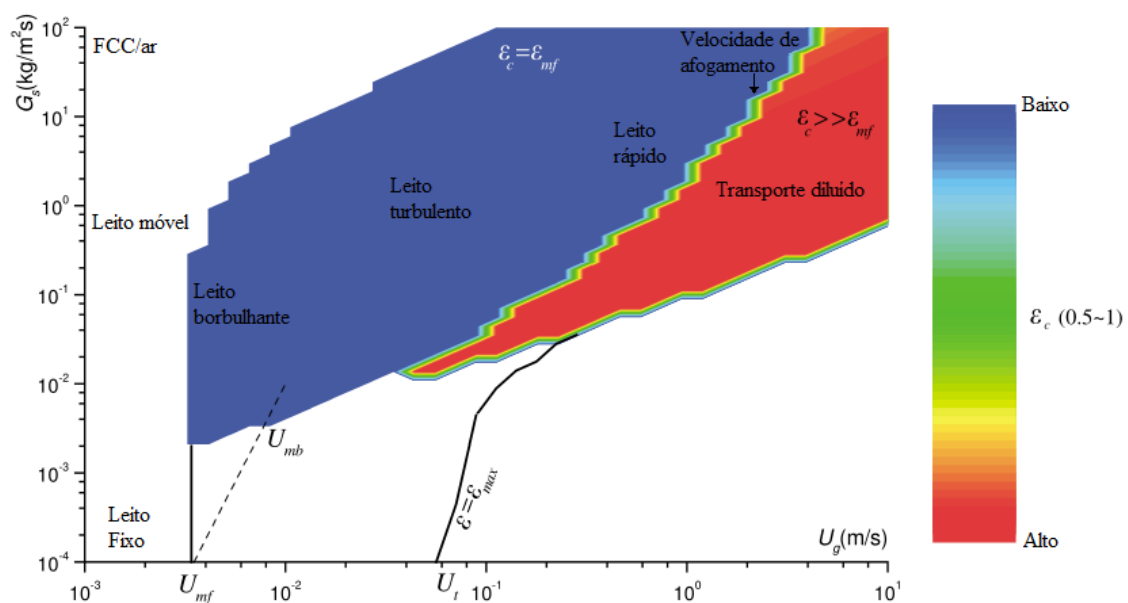 10²
10¹
10⁰
10⁻¹
10⁻²
10⁻³
10⁻⁴
Gₛ(kg/m²s)
FCC/ar
ε_c=ε_mf
Velocidade de
afogamento
ε_c>>ε_mf
Leito
rápido
Transporte diluido
Leito
turbulento
Leito móvel
Leito
borbulhante
U_mb
ε=ε_max
Leito
Fixo
U_g(m/s)
10⁻³
U_mf
10⁻²
U_t
10⁻¹
10⁰
10¹
Baixo
ε_c (0.5~1)
Alto